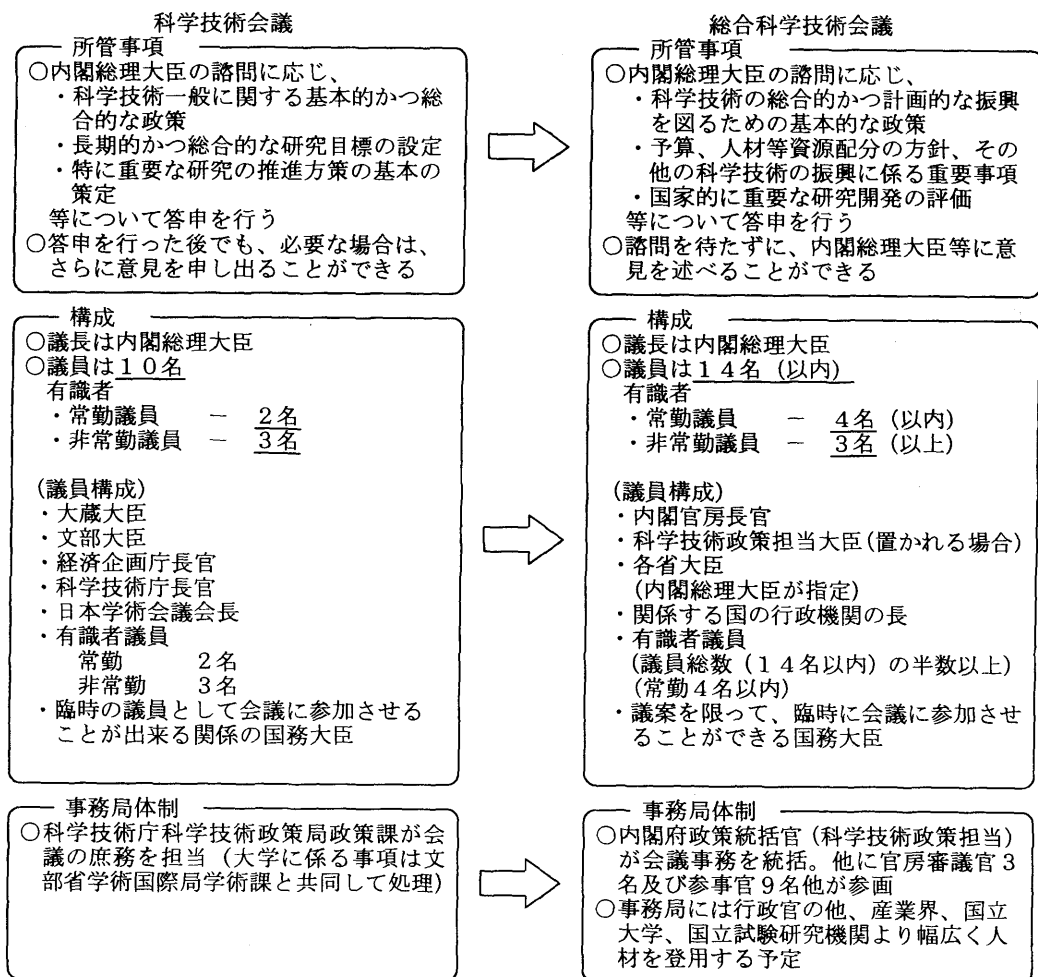 科学技術会議
所管事項
○内閣総理大臣の諮問に応じ、
・科学技術一般に関する基本的かつ総
合的な政策
・長期的かつ総合的な研究目標の設定
・特に重要な研究の推進方策の基本の
策定
等について答申を行う
○答申を行った後でも、必要な場合は、
さらに意見を申し出ることができる
総合科学技術会議
所管事項
○内閣総理大臣の諮問に応じ、
・科学技術の総合的かつ計画的な振興
を図るための基本的な政策
・予算、人材等資源配分の方針、その
他の科学技術の振興に係る重要事項
・国家的に重要な研究開発の評価
等について答申を行う
○諮問を待たずに、内閣総理大臣等に意
見を述べることができる
構成
○議長は内閣総理大臣
○議員は10名
有識者
・常勤議員 － 2名
・非常勤議員 － 3名
(議員構成)
・大蔵大臣
・文部大臣
・経済企画庁長官
・科学技術庁長官
・日本学術会議会長
・有識者議員
常勤 2名
非常勤 3名
・臨時の議員として会議に参加させる
ことが出来る関係の国務大臣
構成
○議長は内閣総理大臣
○議員は14名(以内)
有識者
・常勤議員 － 4名(以内)
・非常勤議員 － 3名(以上)
(議員構成)
・内閣官房長官
・科学技術政策担当大臣(置かれる場合)
・各省大臣
(内閣総理大臣が指定)
・関係する国の行政機関の長
・有識者議員
(議員総数(14名以内)の半数以上)
(常勤4名以内)
・議案を限って、臨時に会議に参加させ
ることができる国務大臣
事務局体制
○科学技術庁科学技術政策局政策課が会
議の庶務を担当(大学に係る事項は文
部省学術国際局学術課と共同して処理)
事務局体制
○内閣府政策統括官(科学技術政策担当)
が会議事務を統括。他に官房審議官3
名及び参事官9名他が参画
○事務局には行政官の他、産業界、国立
大学、国立試験研究機関より幅広く人
材を登用する予定